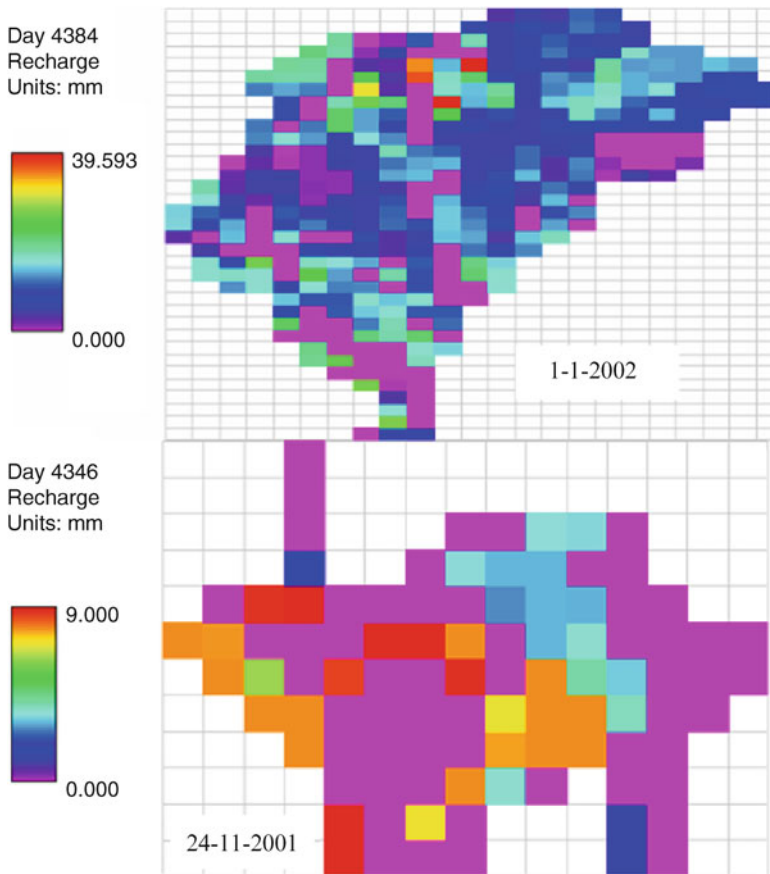 Day 4384
Recharge
Units: mm
39.593
0.000
1-1-2002
Day 4346
Recharge
Units: mm
9.000
0.000
24-11-2001